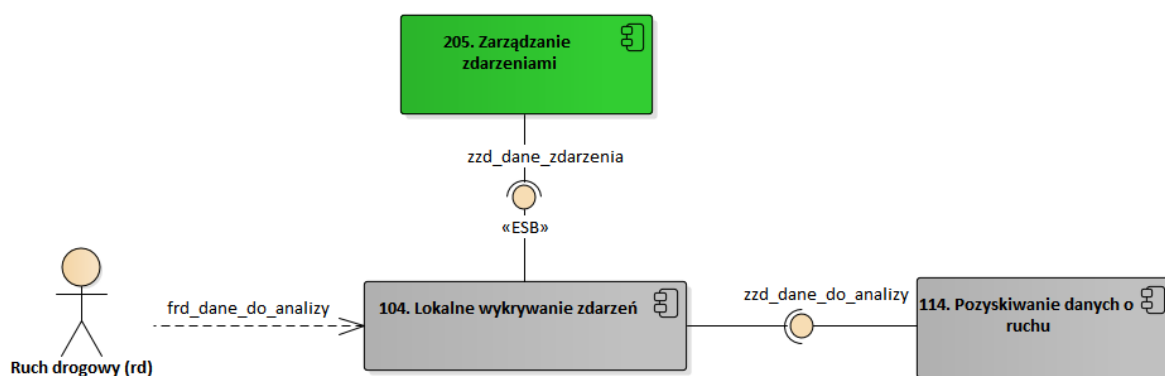 205. Zarządzanie
zdarzeniami
zzd_dane_zdarzenia
«ESB»
frd_dane_do_analizy
104. Lokalne wykrywanie zdarzeń
zzd_dane_do_analizy
114. Pozyskiwanie danych o
ruchu
Ruch drogowy (rd)